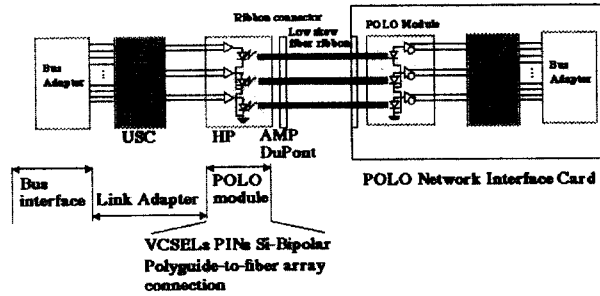 Ribbon connector
Low skew
fiber ribbon
POLO Module
Bus
Adapter
Bus
Adapter
USC
HP
AMP
DuPont
Bus
interface
Link Adapter
POLO
module
POLO Network Interface Card
VCSELs PINs Si-Bipolar
Polyguide-to-fiber array
connection